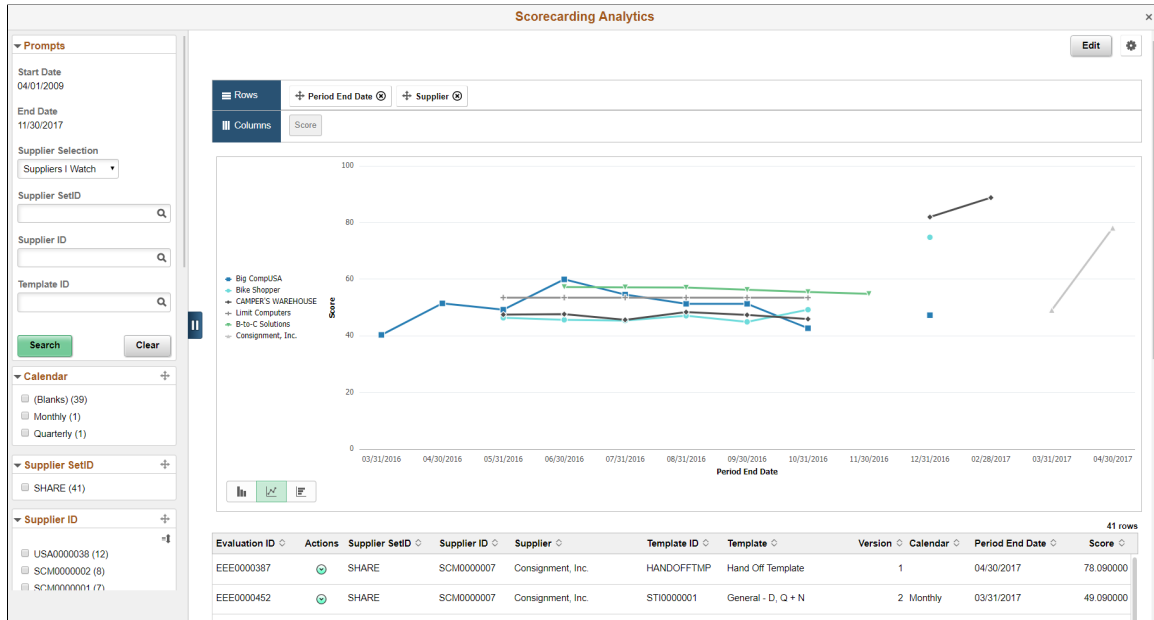 Scorecarding Analytics
×
Prompts
Start Date
04/01/2009
End Date
11/30/2017
Supplier Selection
Suppliers I Watch
Supplier SetID
Supplier ID
Template ID
Search Clear
Calendar
(Blanks) (39)
Monthly (1)
Quarterly (1)
Supplier SetID
SHARE (41)
Supplier ID
USA0000038 (12)
SCM0000002 (8)
SCM0000001 (7)
Edit
Rows Period End Date Supplier
Columns Score
100
80
60
40
20
0
Score
Big CompUSA
Bike Shopper
CAMPER'S WAREHOUSE
Limit Computers
B-to-C Solutions
Consignment, Inc.
03/31/2016 04/30/2016 05/31/2016 06/30/2016 07/31/2016 08/31/2016 09/30/2016 10/31/2016 11/30/2016 12/31/2016 02/28/2017 03/31/2017 04/30/2017
Period End Date
41 rows
Evaluation ID Actions Supplier SetID Supplier ID Supplier Template ID Template Version Calendar Period End Date Score
EEE0000387 SHARE SCM0000007 Consignment, Inc. HANDOFFTMP Hand Off Template 1 04/30/2017 78.090000
EEE0000452 SHARE SCM0000007 Consignment, Inc. STI0000001 General - D, Q + N 2 Monthly 03/31/2017 49.090000